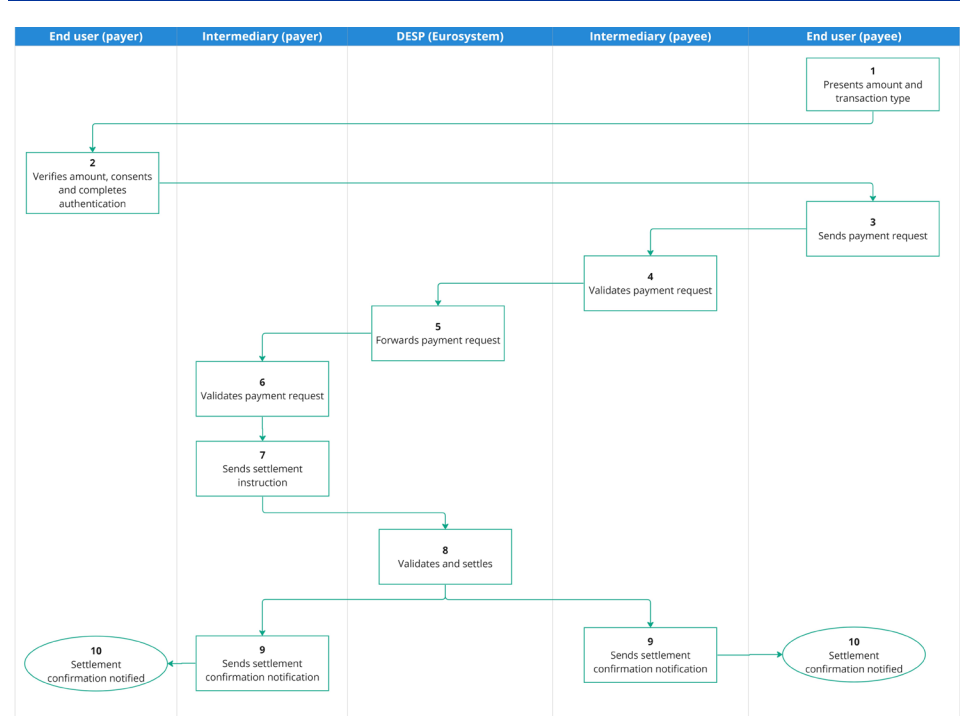 End user (payer)
Intermediary (payer)
DESP (Eurosystem)
Intermediary (payee)
End user (payee)
1
Presents amount and
transaction type
2
Verifies amount, consents
and completes
authentication
3
Sends payment request
4
Validates payment request
5
Forwards payment request
6
Validates payment request
7
Sends settlement
instruction
8
Validates and settles
10
Settlement
confirmation notified
9
Sends settlement
confirmation notification
9
Sends settlement
confirmation notification
10
Settlement
confirmation notified